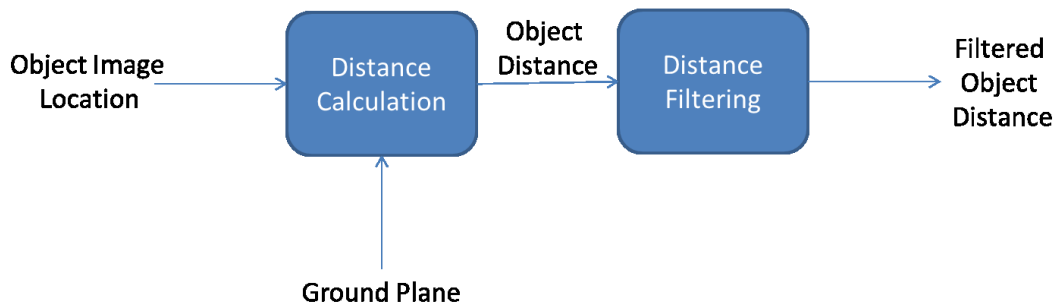 Object Image
Location
Distance
Calculation
Object
Distance
Distance
Filtering
Filtered
Object
Distance
Ground Plane